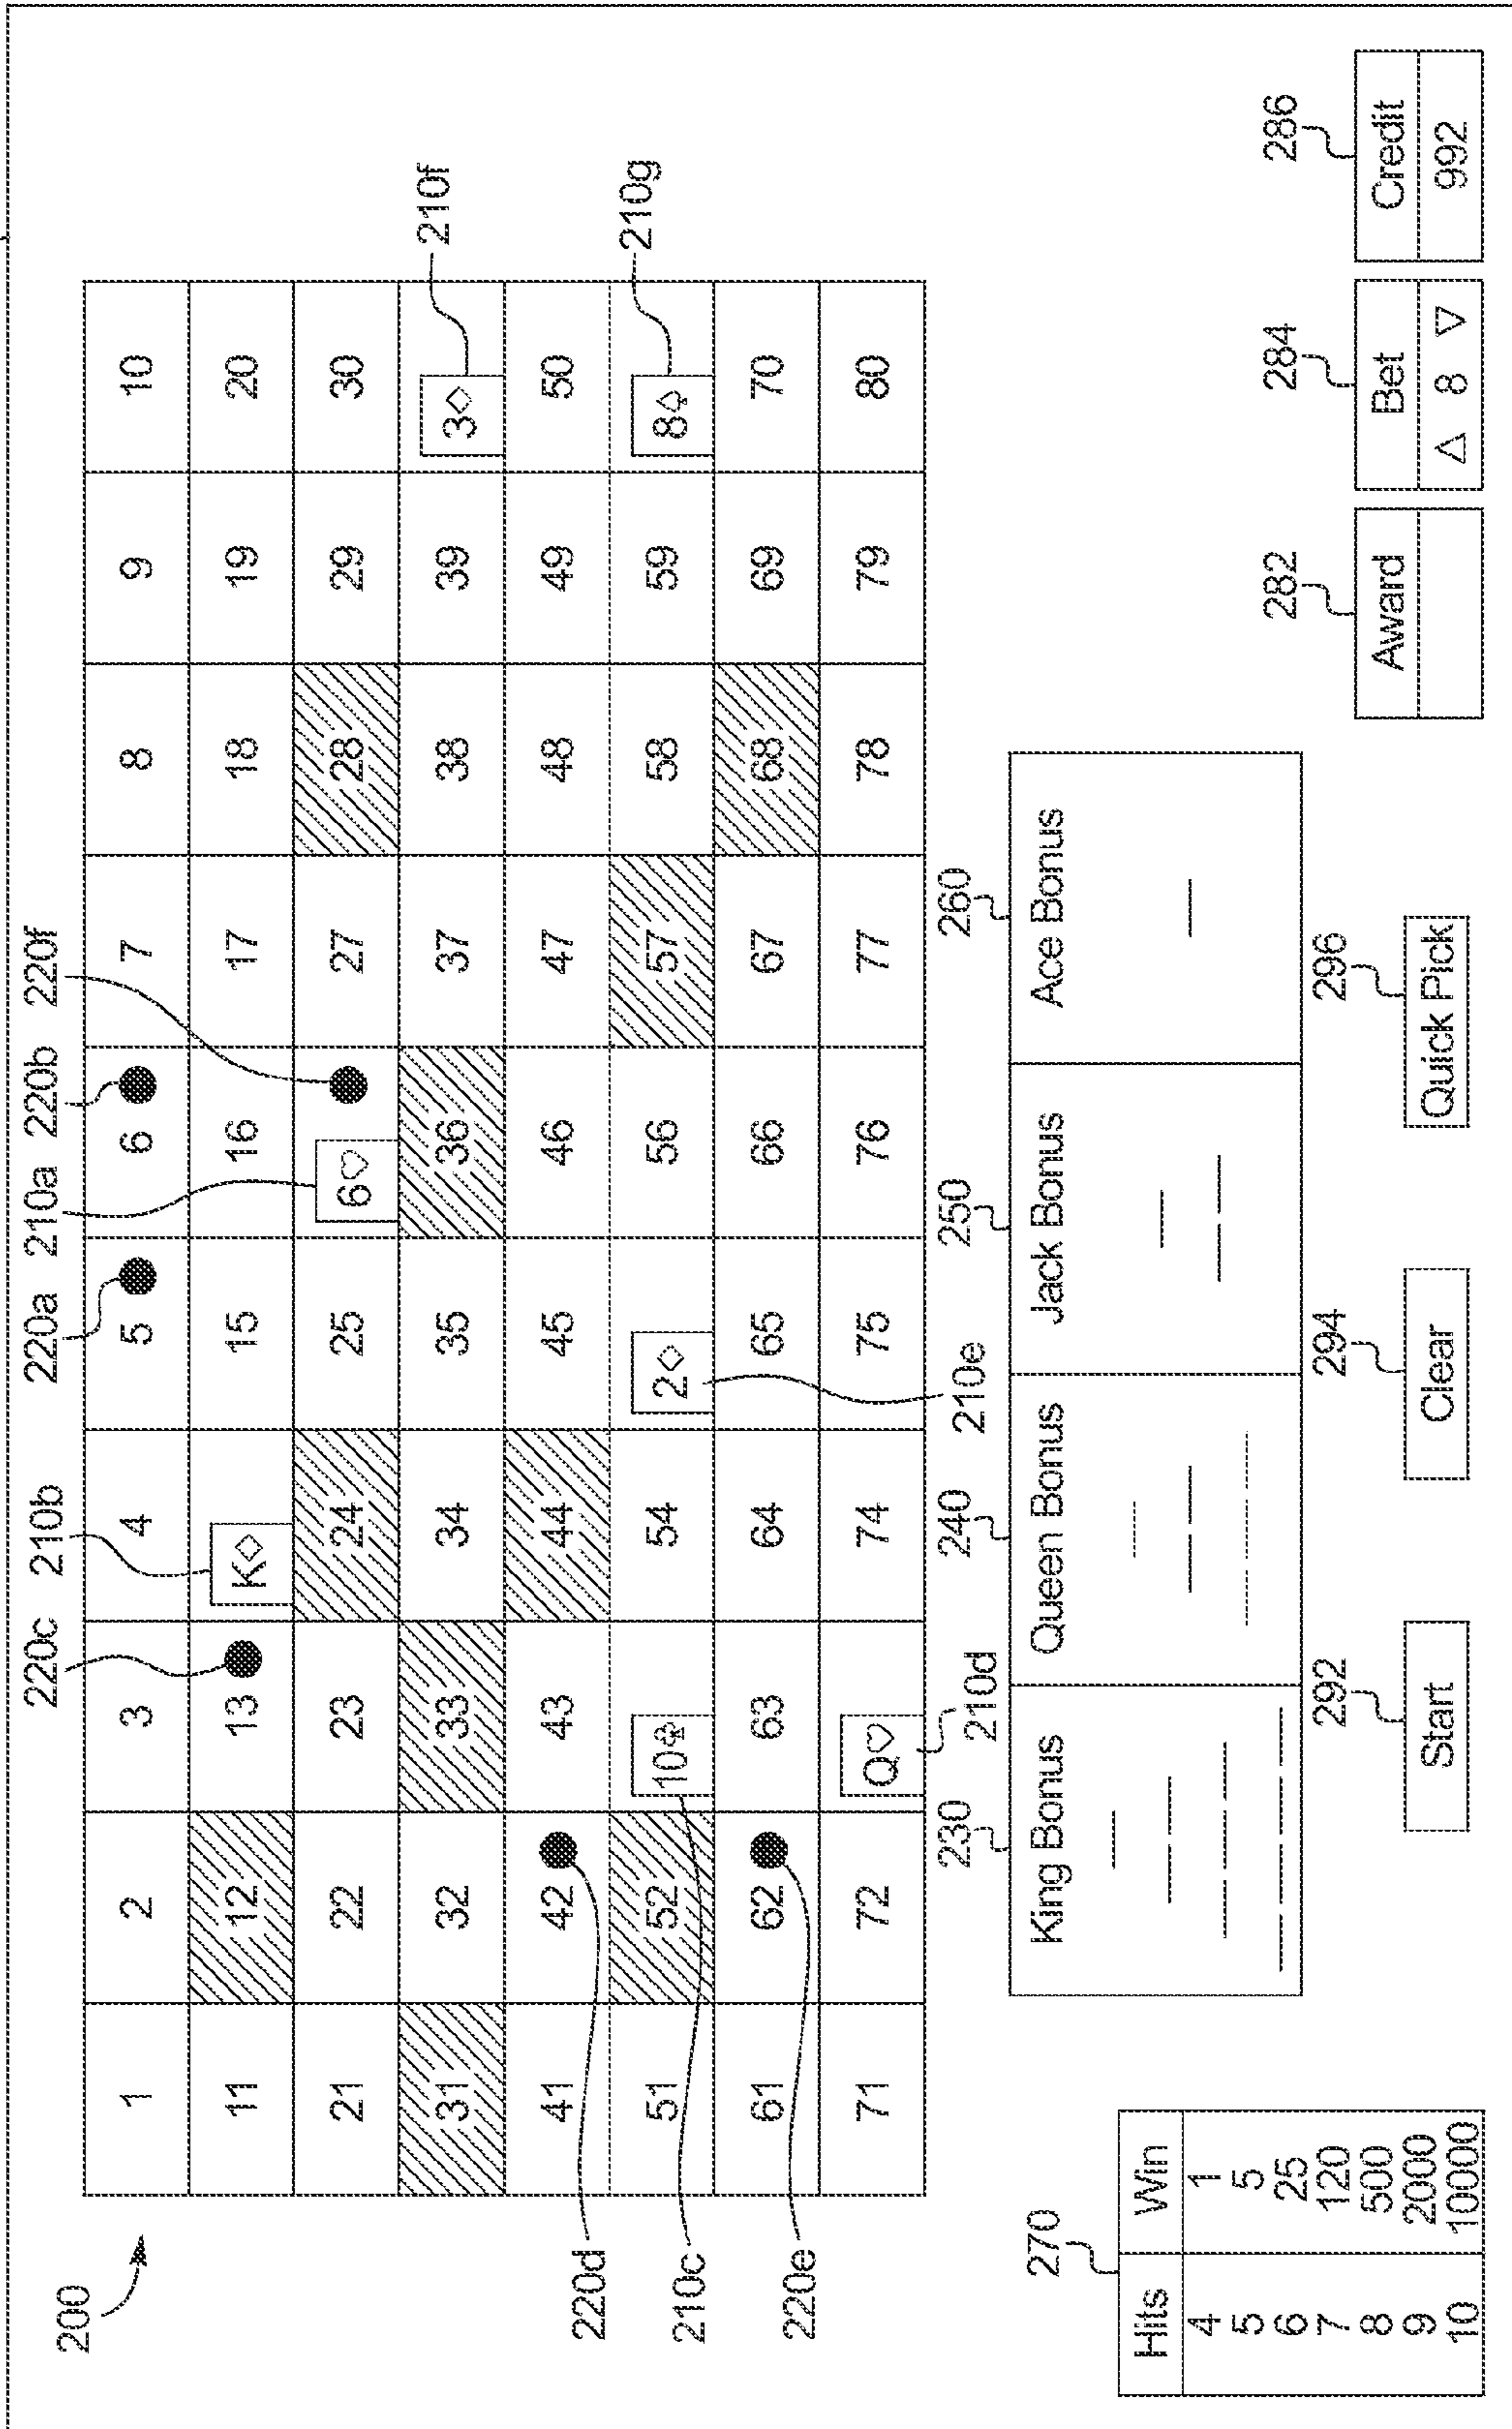 220c 210b 220a 210a 220b 220f
200
1 2 3 4 5 6 7 8 9 10
11 12 13 K♢ 15 16 17 18 19 20
21 22 23 24 25 6♡ 27 28 29 30
31 32 33 34 35 36 37 38 39 3♢ 210f
41 42 43 44 45 46 47 48 49 50
51 52 10♧ 54 2♢ 56 57 58 59 8♤ 210g
61 62 63 64 65 66 67 68 69 70
71 72 Q♡ 74 75 76 77 78 79 80
220d
210c
220e
230 210d 240 210e 250 260
King Bonus Queen Bonus Jack Bonus Ace Bonus
270
Hits Win
4 1
5 5
6 25
7 120
8 500
9 2000
10 10000
292 294 296
Start Clear Quick Pick
282 284 286
Award Bet Credit
△ 8 ▽ 992